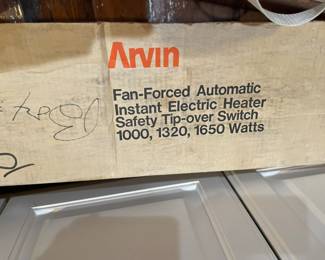 Arvin
Fan-Forced Automatic
Instant Electric Heater
Safety Tip-over Switch
1000, 1320, 1650 Watts